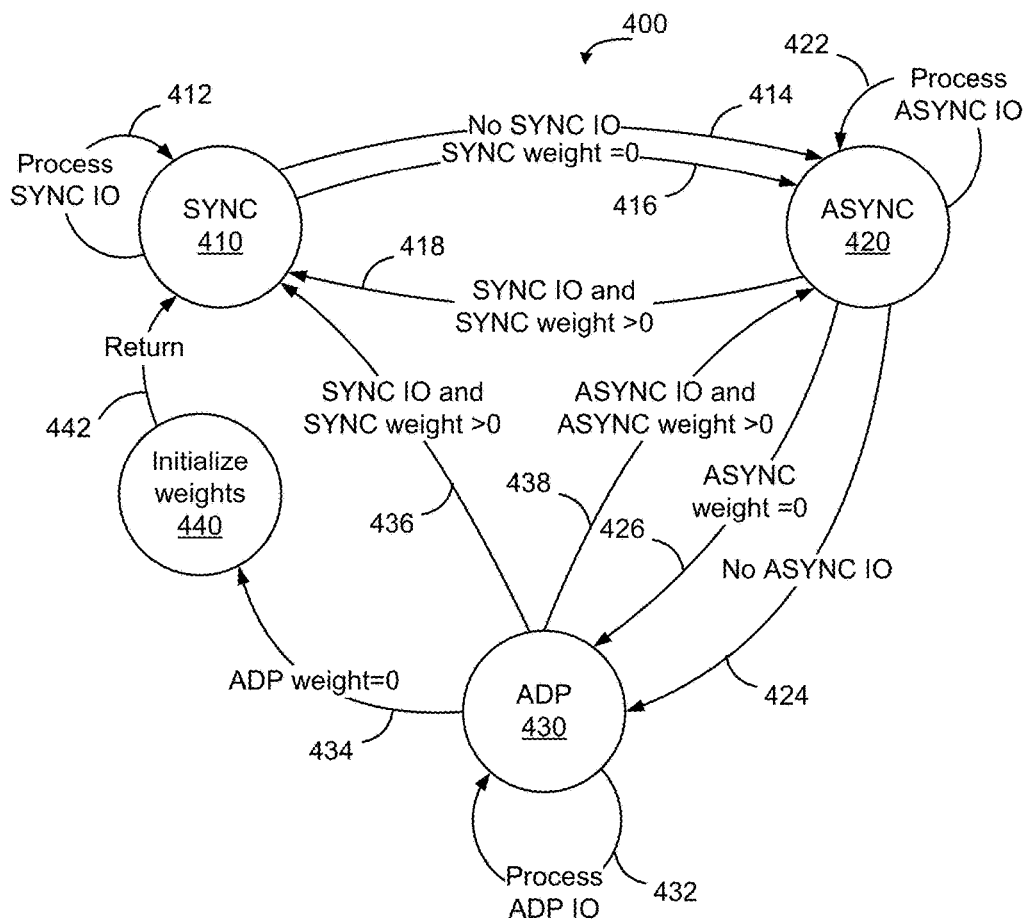 400
422
Process
ASYNC IO
412
414
No SYNC IO
SYNC weight =0
416
Process
SYNC IO
SYNC
410
ASYNC
420
418
SYNC IO and
SYNC weight >0
Return
442
SYNC IO and
SYNC weight >0
ASYNC IO and
ASYNC weight >0
Initialize
weights
440
436
438
426
ASYNC
weight =0
No ASYNC IO
ADP weight=0
434
ADP
430
424
Process
ADP IO
432